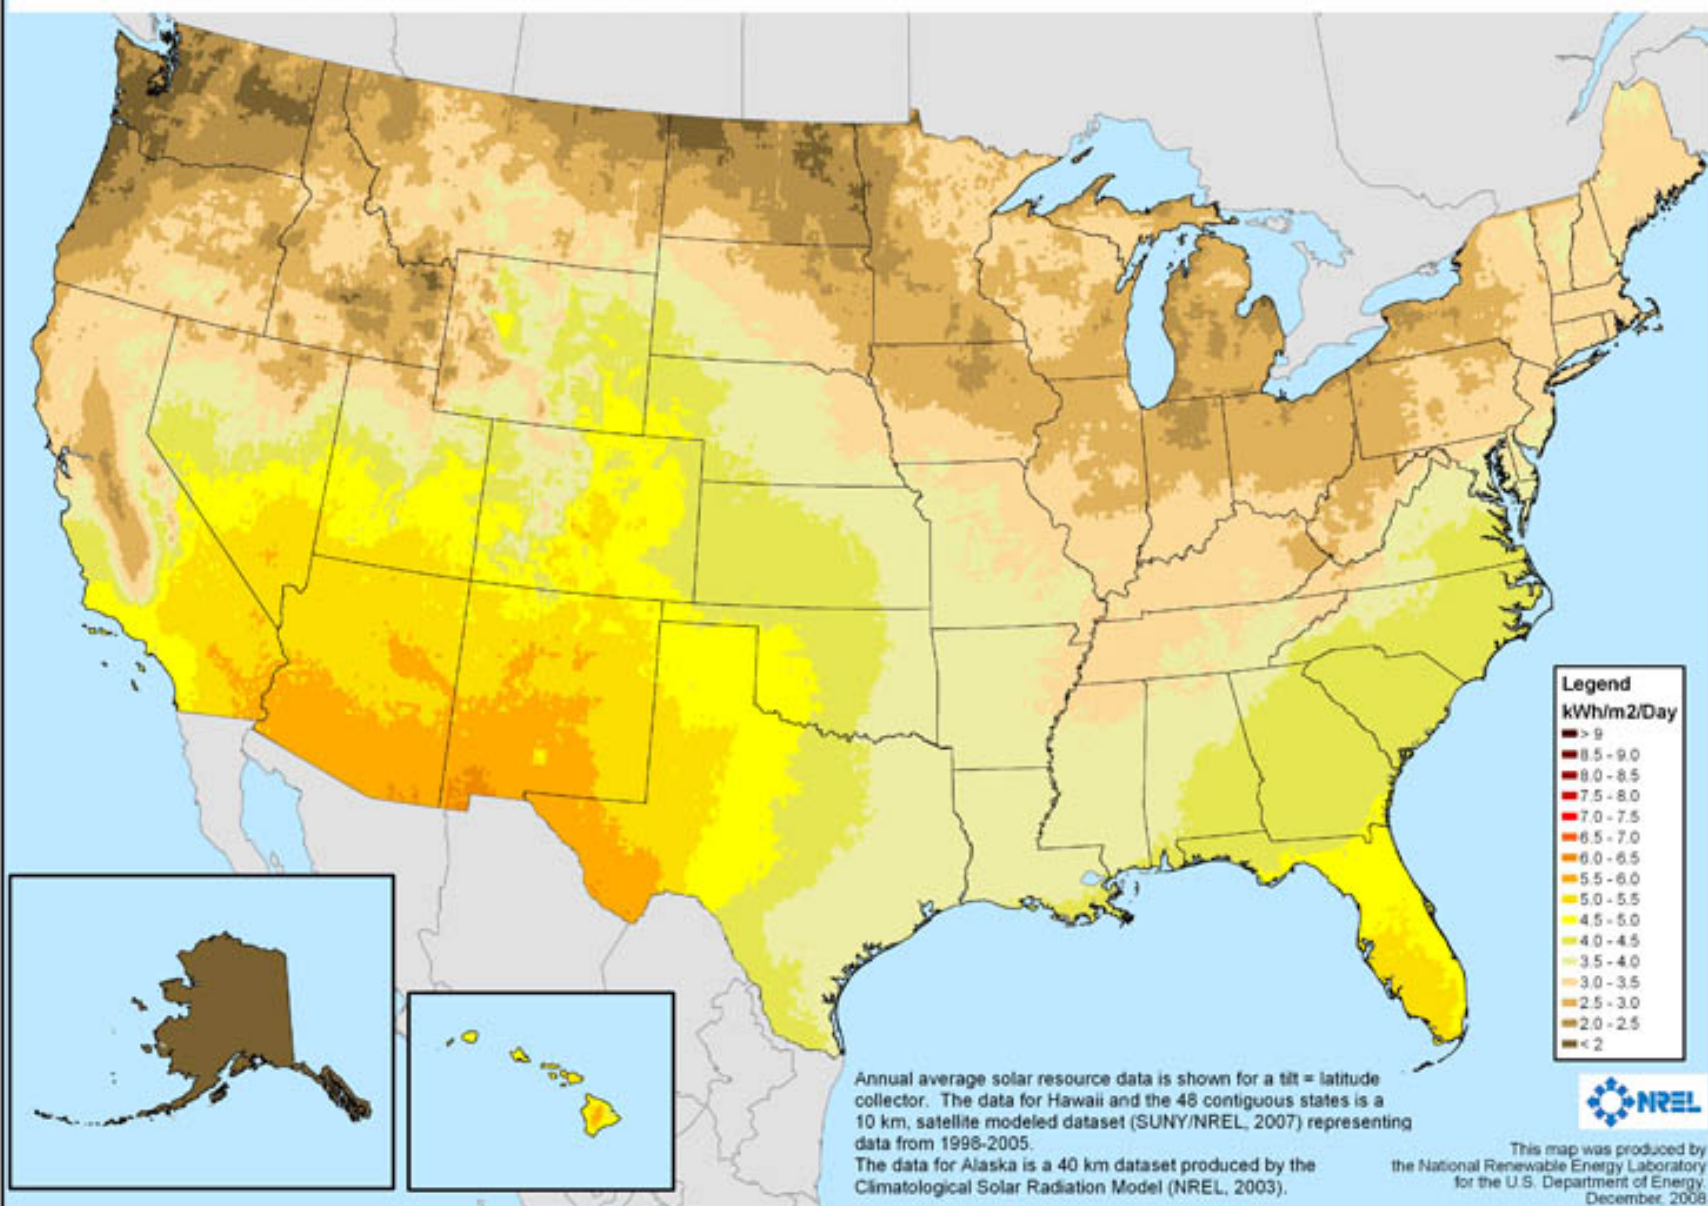 Legend
kWh/m2/Day
> 9
8.5 - 9.0
8.0 - 8.5
7.5 - 8.0
7.0 - 7.5
6.5 - 7.0
6.0 - 6.5
5.5 - 6.0
5.0 - 5.5
4.5 - 5.0
4.0 - 4.5
3.5 - 4.0
3.0 - 3.5
2.5 - 3.0
2.0 - 2.5
< 2
Annual average solar resource data is shown for a tilt = latitude
collector. The data for Hawaii and the 48 contiguous states is a
10 km, satellite modeled dataset (SUNY/NREL, 2007) representing
data from 1998-2005.
The data for Alaska is a 40 km dataset produced by the
Climatological Solar Radiation Model (NREL, 2003).
NREL
This map was produced by
the National Renewable Energy Laboratory
for the U.S. Department of Energy.
December, 2008